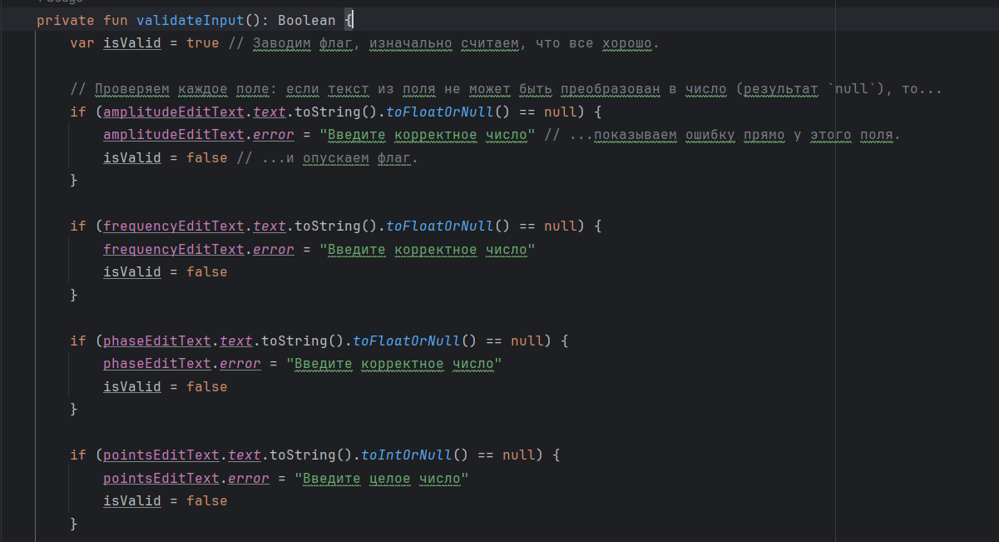 private fun validateInput(): Boolean {
    var isValid = true // Заводим флаг, изначально считаем, что все хорошо.

    // Проверяем каждое поле: если текст из поля не может быть преобразован в число (результат `null`), то...
    if (amplitudeEditText.text.toString().toFloatOrNull() == null) {
        amplitudeEditText.error = "Введите корректное число" // ...показываем ошибку прямо у этого поля.
        isValid = false // ...и опускаем флаг.
    }

    if (frequencyEditText.text.toString().toFloatOrNull() == null) {
        frequencyEditText.error = "Введите корректное число"
        isValid = false
    }

    if (phaseEditText.text.toString().toFloatOrNull() == null) {
        phaseEditText.error = "Введите корректное число"
        isValid = false
    }

    if (pointsEditText.text.toString().toIntOrNull() == null) {
        pointsEditText.error = "Введите целое число"
        isValid = false
    }